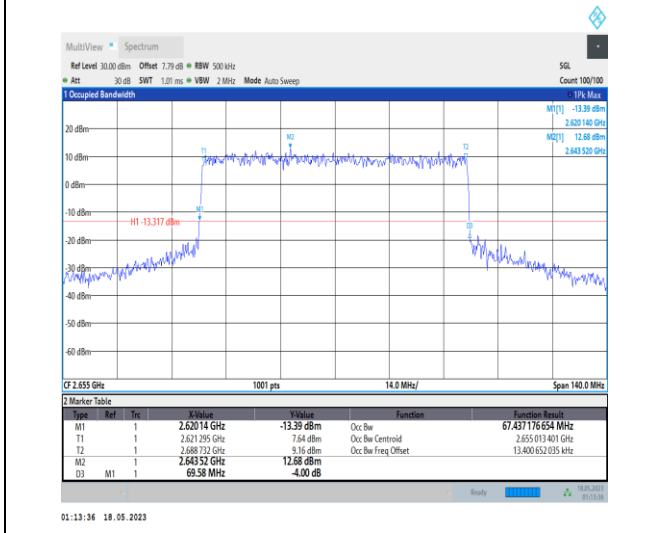 MultiView Spectrum
Ref Level 30.00 dBm Offset 7.79 dB RBW 500 kHz SGL
Att 30 dB SWT 1.01 ms VBW 2 MHz Mode Auto Sweep Count 100/100
1 Occupied Bandwidth 1Pk Max
M1[1] -13.39 dBm
2.620 140 GHz
M2[1] 12.68 dBm
2.643 520 GHz
20 dBm
M2
T1
T2
10 dBm
0 dBm
-10 dBm
M1
H1 -13.317 dBm
D3
-20 dBm
-30 dBm
-40 dBm
-50 dBm
-60 dBm
CF 2.655 GHz 1001 pts 14.0 MHz/ Span 140.0 MHz
2 Marker Table
Type Ref Trc X-Value Y-Value Function Function Result
M1 1 2.62014 GHz -13.39 dBm Occ Bw 67.437176654 MHz
T1 1 2.621295 GHz 7.64 dBm Occ Bw Centroid 2.655013401 GHz
T2 1 2.688732 GHz 9.16 dBm Occ Bw Freq Offset 13.400652035 kHz
M2 1 2.64352 GHz 12.68 dBm
D3 M1 1 69.58 MHz -4.00 dB
Ready 18.05.2023
01:13:36
01:13:36 18.05.2023